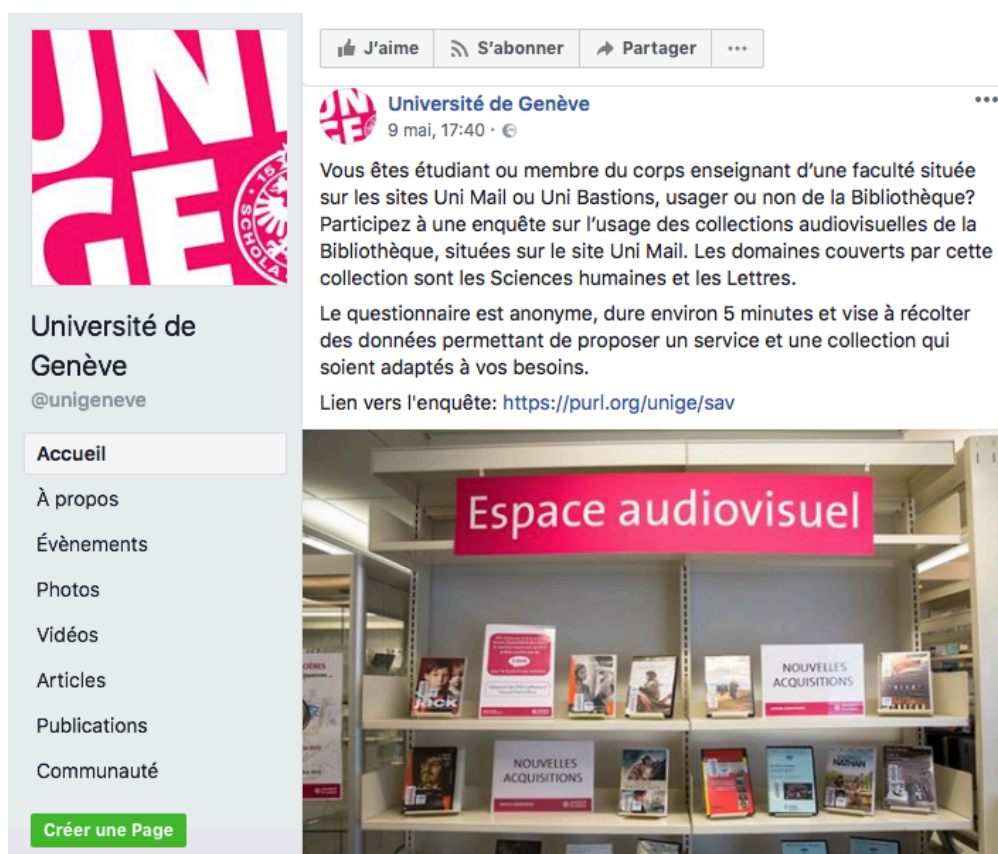 UNI
GE
SCHOLA
15
Université de
Genève
@unigeneve
Accueil
À propos
Évènements
Photos
Vidéos
Articles
Publications
Communauté
Créer une Page
J'aime
S'abonner
Partager
Université de Genève
9 mai, 17:40
Vous êtes étudiant ou membre du corps enseignant d’une faculté située
sur les sites Uni Mail ou Uni Bastions, usager ou non de la Bibliothèque?
Participez à une enquête sur l’usage des collections audiovisuelles de la
Bibliothèque, situées sur le site Uni Mail. Les domaines couverts par cette
collection sont les Sciences humaines et les Lettres.
Le questionnaire est anonyme, dure environ 5 minutes et vise à récolter
des données permettant de proposer un service et une collection qui
soient adaptés à vos besoins.
Lien vers l'enquête: https://purl.org/unige/sav
Espace audiovisuel
NOUVELLES
ACQUISITIONS
Jack
NOUVELLES
ACQUISITIONS
NATHAN